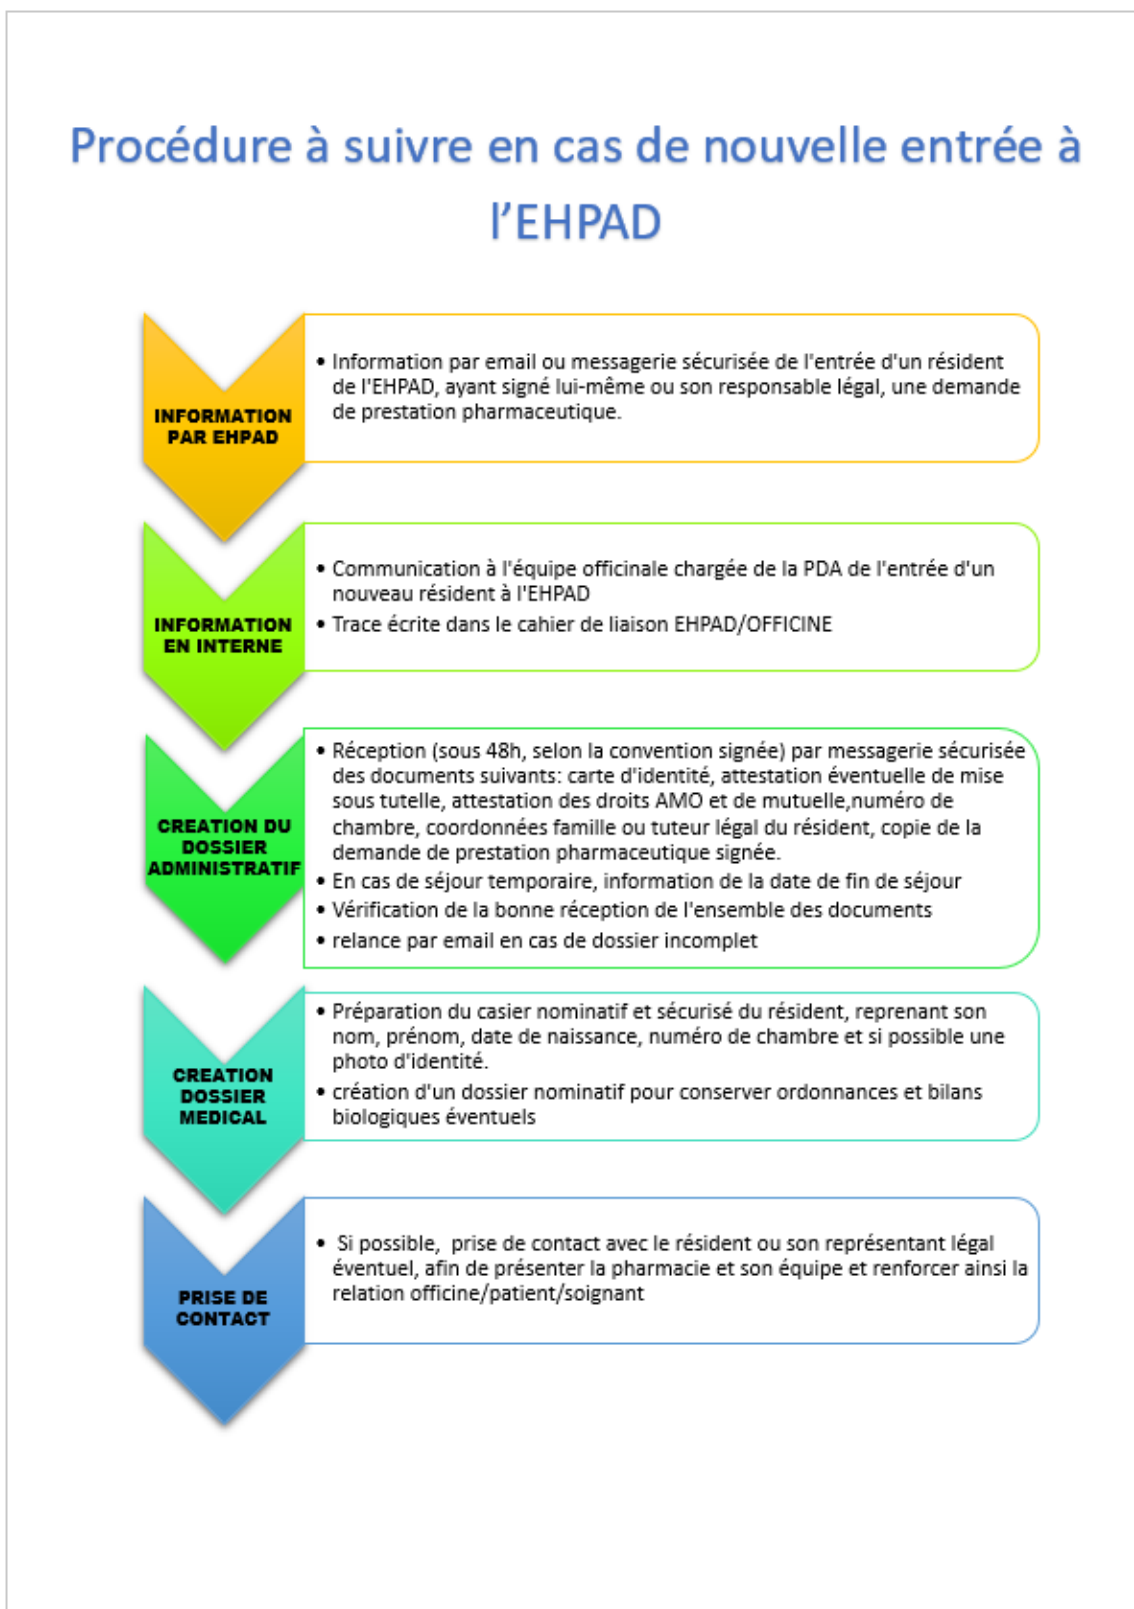 Procédure à suivre en cas de nouvelle entrée à
l’EHPAD
INFORMATION
PAR EHPAD
• Information par email ou messagerie sécurisée de l'entrée d'un résident
de l'EHPAD, ayant signé lui-même ou son responsable légal, une demande
de prestation pharmaceutique.
INFORMATION
EN INTERNE
• Communication à l'équipe officinale chargée de la PDA de l'entrée d'un
nouveau résident à l'EHPAD
• Trace écrite dans le cahier de liaison EHPAD/OFFICINE
CREATION DU
DOSSIER
ADMINISTRATIF
• Réception (sous 48h, selon la convention signée) par messagerie sécurisée
des documents suivants: carte d'identité, attestation éventuelle de mise
sous tutelle, attestation des droits AMO et de mutuelle,numéro de
chambre, coordonnées famille ou tuteur légal du résident, copie de la
demande de prestation pharmaceutique signée.
• En cas de séjour temporaire, information de la date de fin de séjour
• Vérification de la bonne réception de l'ensemble des documents
• relance par email en cas de dossier incomplet
CREATION
DOSSIER
MEDICAL
• Préparation du casier nominatif et sécurisé du résident, reprenant son
nom, prénom, date de naissance, numéro de chambre et si possible une
photo d'identité.
• création d'un dossier nominatif pour conserver ordonnances et bilans
biologiques éventuels
PRISE DE
CONTACT
• Si possible, prise de contact avec le résident ou son représentant légal
éventuel, afin de présenter la pharmacie et son équipe et renforcer ainsi la
relation officine/patient/soignant